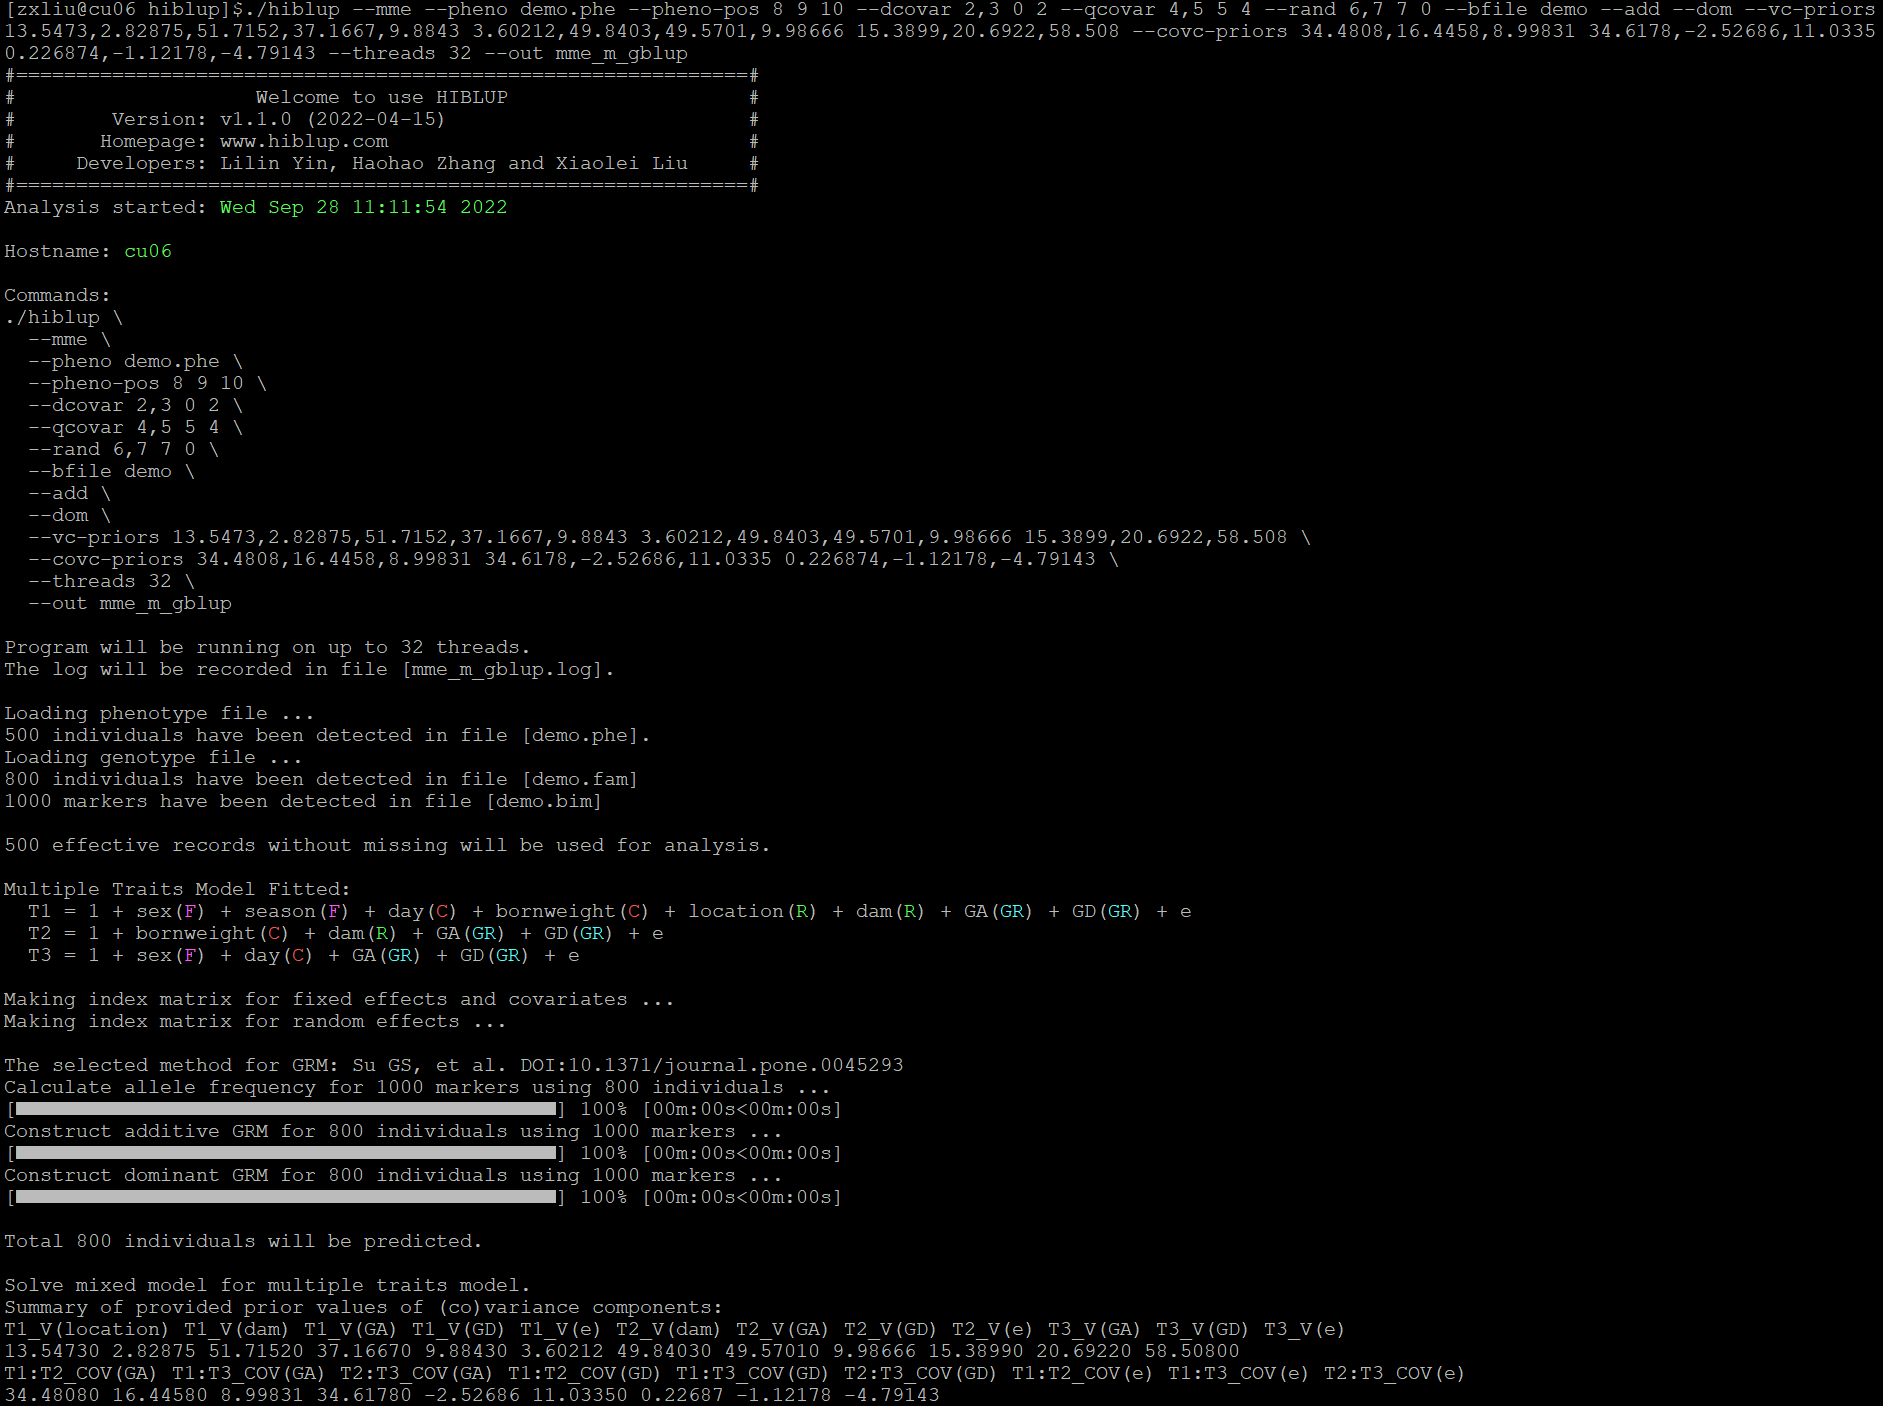 [zxliu@cu06 hiblup]$./hiblup --mme --pheno demo.phe --pheno-pos 8 9 10 --dcovar 2,3 0 2 --qcovar 4,5 5 4 --rand 6,7 7 0 --bfile demo --add --dom --vc-priors
13.5473,2.82875,51.7152,37.1667,9.8843 3.60212,49.8403,49.5701,9.98666 15.3899,20.6922,58.508 --covc-priors 34.4808,16.4458,8.99831 34.6178,-2.52686,11.0335
0.226874,-1.12178,-4.79143 --threads 32 --out mme_m_gblup
#=============================================================#
# Welcome to use HIBLUP #
# Version: v1.1.0 (2022-04-15) #
# Homepage: www.hiblup.com #
# Developers: Lilin Yin, Haohao Zhang and Xiaolei Liu #
#=============================================================#
Analysis started: Wed Sep 28 11:11:54 2022
Hostname: cu06
Commands:
./hiblup \
--mme \
--pheno demo.phe \
--pheno-pos 8 9 10 \
--dcovar 2,3 0 2 \
--qcovar 4,5 5 4 \
--rand 6,7 7 0 \
--bfile demo \
--add \
--dom \
--vc-priors 13.5473,2.82875,51.7152,37.1667,9.8843 3.60212,49.8403,49.5701,9.98666 15.3899,20.6922,58.508 \
--covc-priors 34.4808,16.4458,8.99831 34.6178,-2.52686,11.0335 0.226874,-1.12178,-4.79143 \
--threads 32 \
--out mme_m_gblup
Program will be running on up to 32 threads.
The log will be recorded in file [mme_m_gblup.log].
Loading phenotype file ...
500 individuals have been detected in file [demo.phe].
Loading genotype file ...
800 individuals have been detected in file [demo.fam]
1000 markers have been detected in file [demo.bim]
500 effective records without missing will be used for analysis.
Multiple Traits Model Fitted:
T1 = 1 + sex(F) + season(F) + day(C) + bornweight(C) + location(R) + dam(R) + GA(GR) + GD(GR) + e
T2 = 1 + bornweight(C) + dam(R) + GA(GR) + GD(GR) + e
T3 = 1 + sex(F) + day(C) + GA(GR) + GD(GR) + e
Making index matrix for fixed effects and covariates ...
Making index matrix for random effects ...
The selected method for GRM: Su GS, et al. DOI:10.1371/journal.pone.0045293
Calculate allele frequency for 1000 markers using 800 individuals ...
[] 100% [00m:00s<00m:00s]
Construct additive GRM for 800 individuals using 1000 markers ...
[] 100% [00m:00s<00m:00s]
Construct dominant GRM for 800 individuals using 1000 markers ...
[] 100% [00m:00s<00m:00s]
Total 800 individuals will be predicted.
Solve mixed model for multiple traits model.
Summary of provided prior values of (co)variance components:
T1_V(location) T1_V(dam) T1_V(GA) T1_V(GD) T1_V(e) T2_V(dam) T2_V(GA) T2_V(GD) T2_V(e) T3_V(GA) T3_V(GD) T3_V(e)
13.54730 2.82875 51.71520 37.16670 9.88430 3.60212 49.84030 49.57010 9.98666 15.38990 20.69220 58.50800
T1:T2_COV(GA) T1:T3_COV(GA) T2:T3_COV(GA) T1:T2_COV(GD) T1:T3_COV(GD) T2:T3_COV(GD) T1:T2_COV(e) T1:T3_COV(e) T2:T3_COV(e)
34.48080 16.44580 8.99831 34.61780 -2.52686 11.03350 0.22687 -1.12178 -4.79143